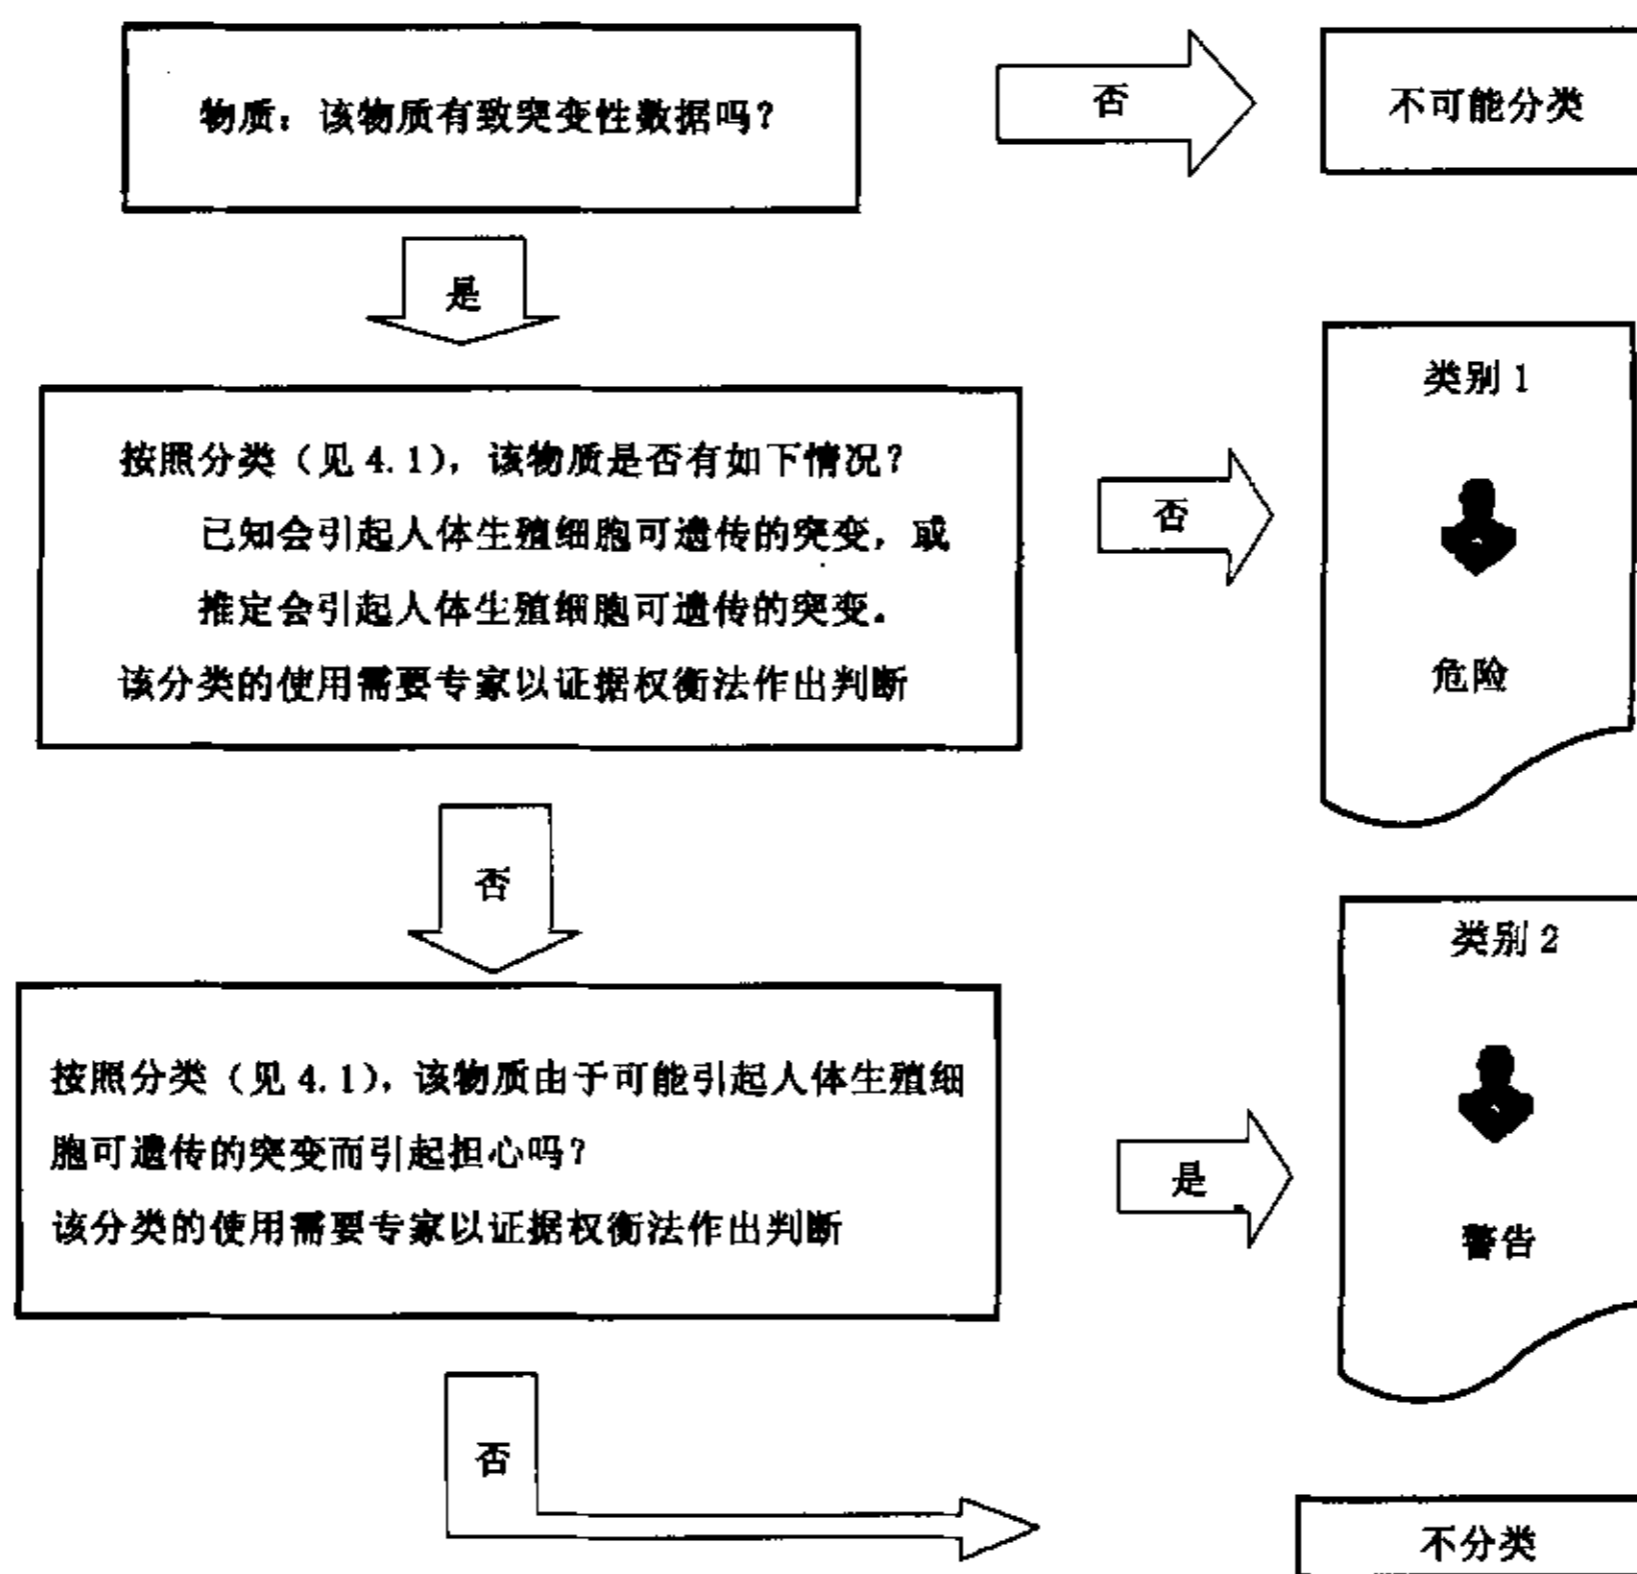 物质：该物质有致突变性数据吗？
否
不可能分类
是
按照分类（见 4.1），该物质是否有如下情况？
已知会引起人体生殖细胞可遗传的突变，或
推定会引起人体生殖细胞可遗传的突变。
该分类的使用需要专家以证据权衡法作出判断
否
类别 1
危险
否
按照分类（见 4.1），该物质由于可能引起人体生殖细
胞可遗传的突变而引起担心吗？
该分类的使用需要专家以证据权衡法作出判断
是
类别 2
警告
否
不分类